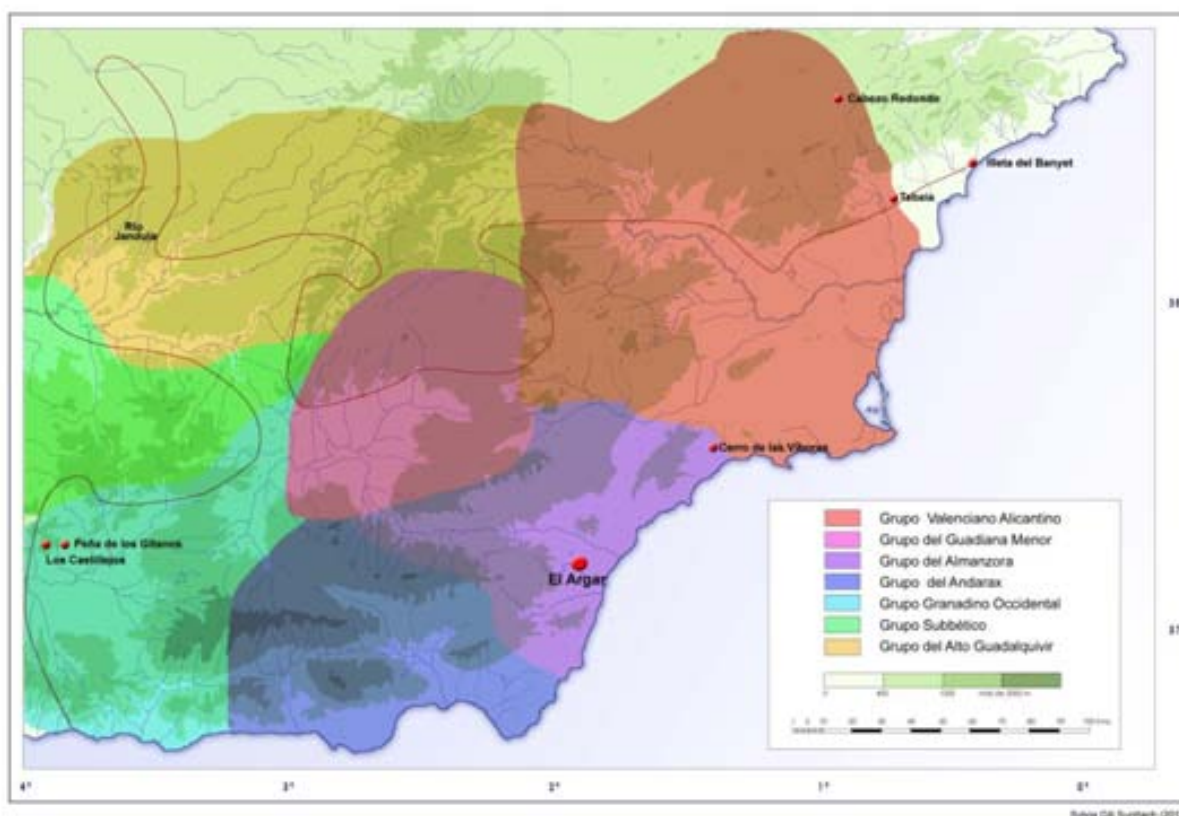 Cabezo Redondo
Illeta del Banyet
Tabaia
Río
Jandula
Cerro de las Víboras
Peña de los Gitanos
Los Castillejos
El Argar
Grupo Valenciano Alicantino
Grupo del Guadiana Menor
Grupo del Almanzora
Grupo del Andarax
Grupo Granadino Occidental
Grupo Subbético
Grupo del Alto Guadalquivir
0
4° 3° 2° 1° 0°